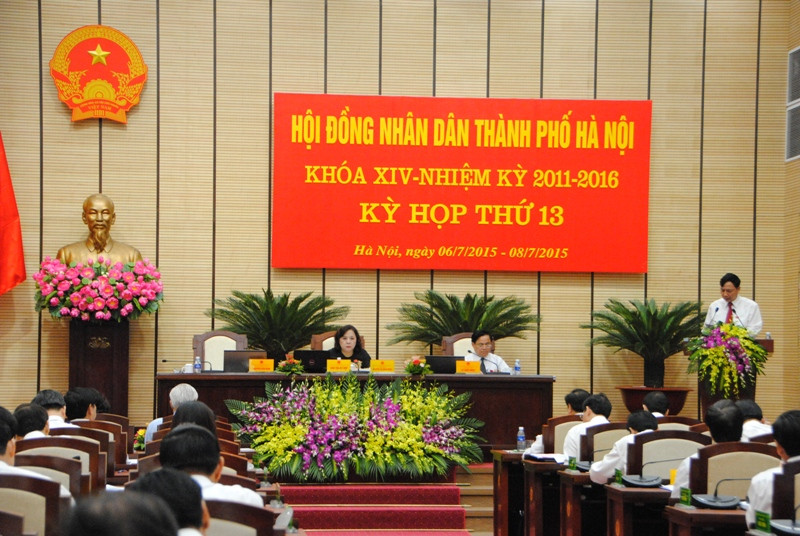 HỘI ĐỒNG NHÂN DÂN THÀNH PHỐ HÀ NỘI
KHÓA XIV-NHIỆM KỲ 2011-2016
KỲ HỌP THỨ 13
Hà Nội, ngày 06/7/2015 - 08/7/2015